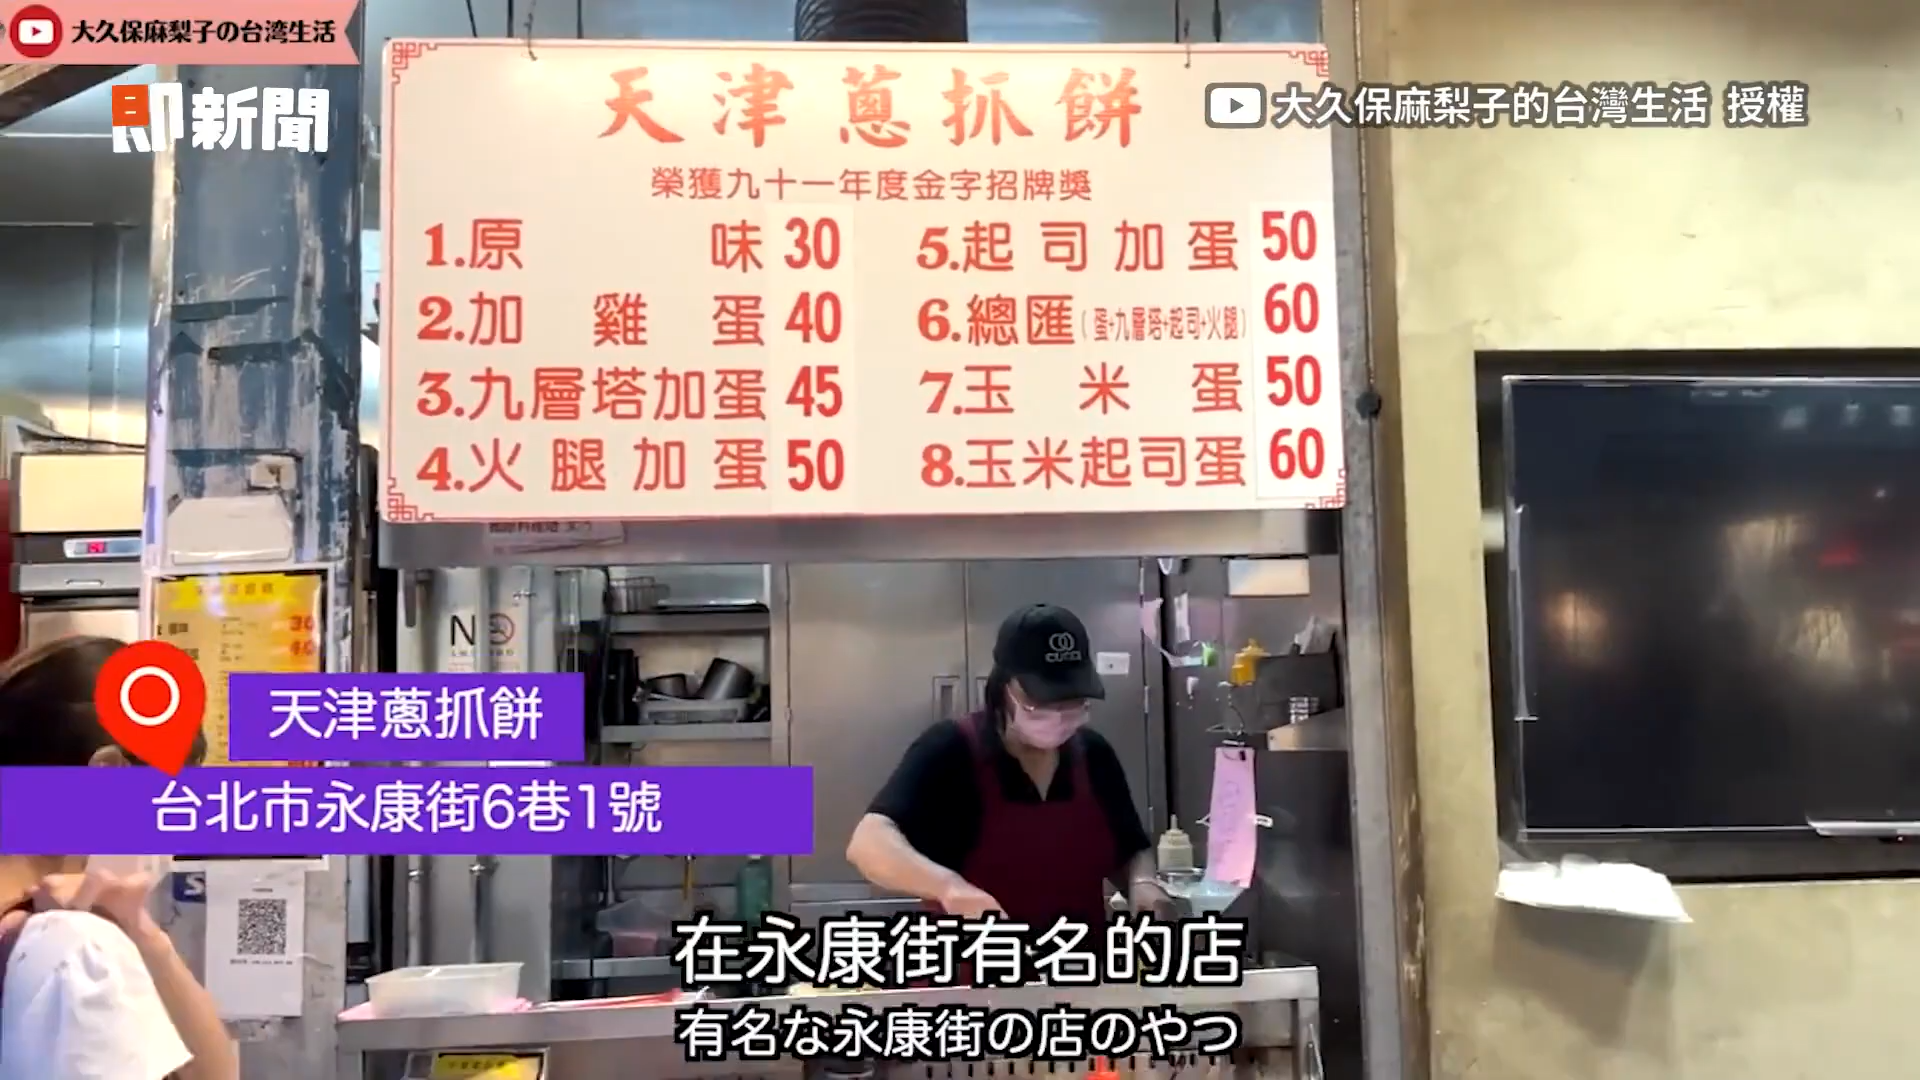 大久保麻梨子の台湾生活
即新聞
大久保麻梨子的台灣生活 授權
天津蔥抓餅
榮獲九十一年度金字招牌獎
1.原味 30
2.加雞蛋 40
3.九層塔加蛋 45
4.火腿加蛋 50
5.起司加蛋 50
6.總匯(蛋+九層塔+起司+火腿) 60
7.玉米蛋 50
8.玉米起司蛋 60
天津蔥抓餅
台北市永康街6巷1號
在永康街有名的店
有名な永康街の店のやつ